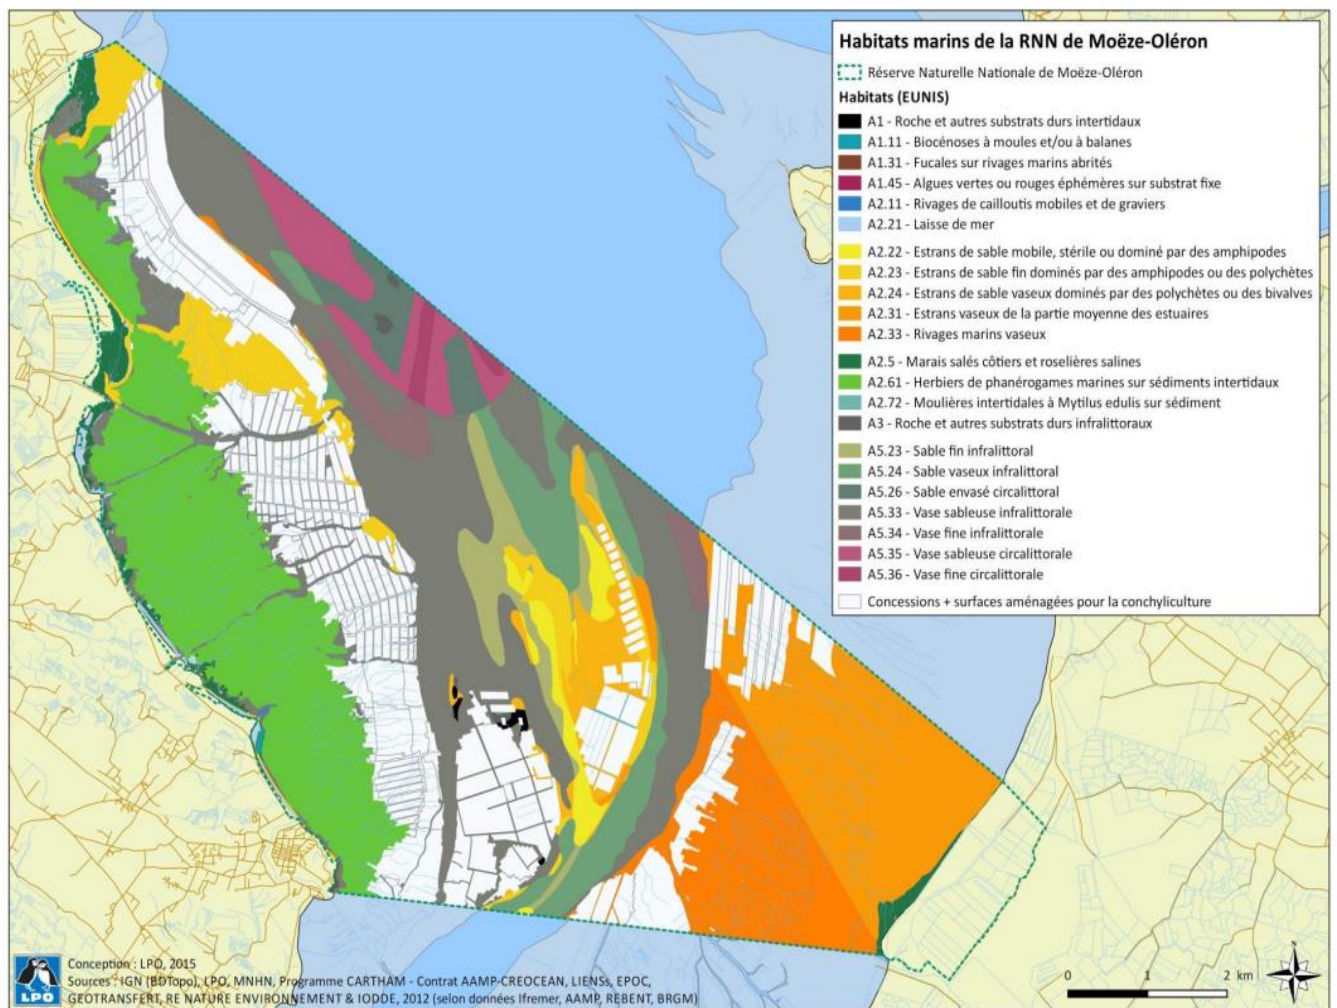 Habitats marins de la RNN de Moëze-Oléron
Réserve Naturelle Nationale de Moëze-Oléron
Habitats (EUNIS)
A1 - Roche et autres substrats durs intertidaux
A1.11 - Biocénoses à moules et/ou à balanes
A1.31 - Fucales sur rivages marins abrités
A1.45 - Algues vertes ou rouges éphémères sur substrat fixe
A2.11 - Rivages de cailloutis mobiles et de graviers
A2.21 - Laisse de mer
A2.22 - Estrans de sable mobile, stérile ou dominé par des amphipodes
A2.23 - Estrans de sable fin dominés par des amphipodes ou des polychètes
A2.24 - Estrans de sable vaseux dominés par des polychètes ou des bivalves
A2.31 - Estrans vaseux de la partie moyenne des estuaires
A2.33 - Rivages marins vaseux
A2.5 - Marais salés côtiers et roselières salines
A2.61 - Herbiers de phanérogames marines sur sédiments intertidaux
A2.72 - Moulières intertidales à Mytilus edulis sur sédiment
A3 - Roche et autres substrats durs infralittoraux
A5.23 - Sable fin infralittoral
A5.24 - Sable vaseux infralittoral
A5.26 - Sable envasé circalittoral
A5.33 - Vase sableuse infralittorale
A5.34 - Vase fine infralittorale
A5.35 - Vase sableuse circalittorale
A5.36 - Vase fine circalittorale
Concessions + surfaces aménagées pour la conchyliculture
Conception : LPO, 2015
Sources : IGN (BDTopo), LPO, MNHN, Programme CARTHAM - Contrat AAMP-CREOCEAN, LIENSs, EPOC,
GEOTRANSFERT, RE NATURE ENVIRONNEMENT & IODDE, 2012 (selon données Ifremer, AAMP, REBENT, BRGM)
LPO
0 1 2 km
N